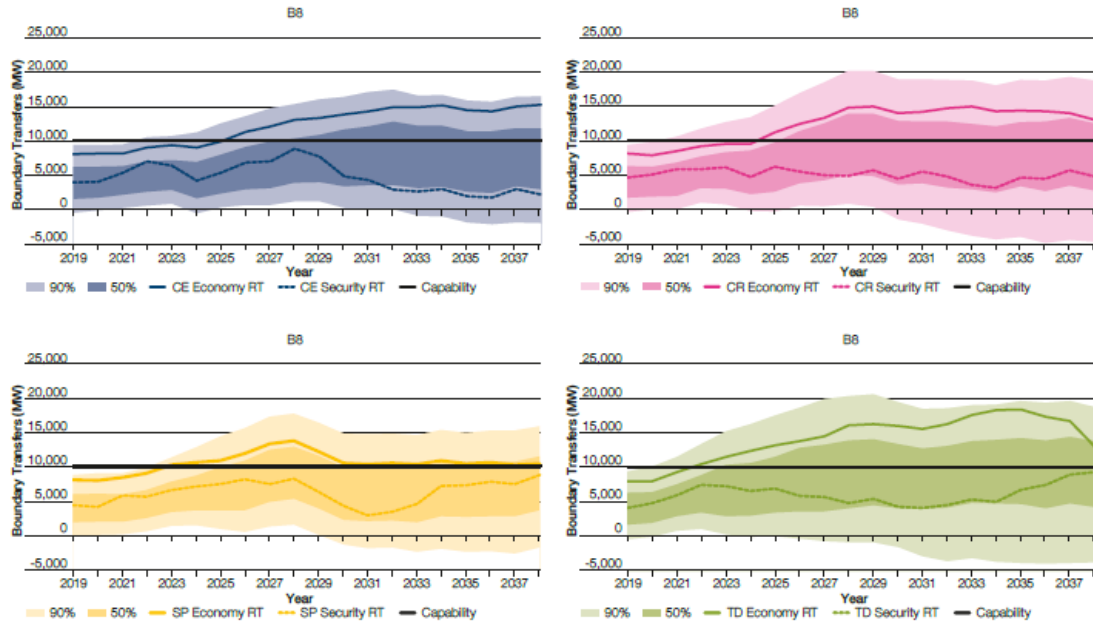 B8
Boundary Transfers (MW)
25,000
20,000
15,000
10,000
5,000
0
-5,000
2019 2021 2023 2025 2027 2029 2031 2033 2035 2037
Year
90% 50% CE Economy RT CE Security RT Capability
B8
Boundary Transfers (MW)
25,000
20,000
15,000
10,000
5,000
0
-5,000
2019 2021 2023 2025 2027 2029 2031 2033 2035 2037
Year
90% 50% CR Economy RT CR Security RT Capability
B8
Boundary Transfers (MW)
25,000
20,000
15,000
10,000
5,000
0
-5,000
2019 2021 2023 2025 2027 2029 2031 2033 2035 2037
Year
90% 50% SP Economy RT SP Security RT Capability
B8
Boundary Transfers (MW)
25,000
20,000
15,000
10,000
5,000
0
-5,000
2019 2021 2023 2025 2027 2029 2031 2033 2035 2037
Year
90% 50% TD Economy RT TD Security RT Capability